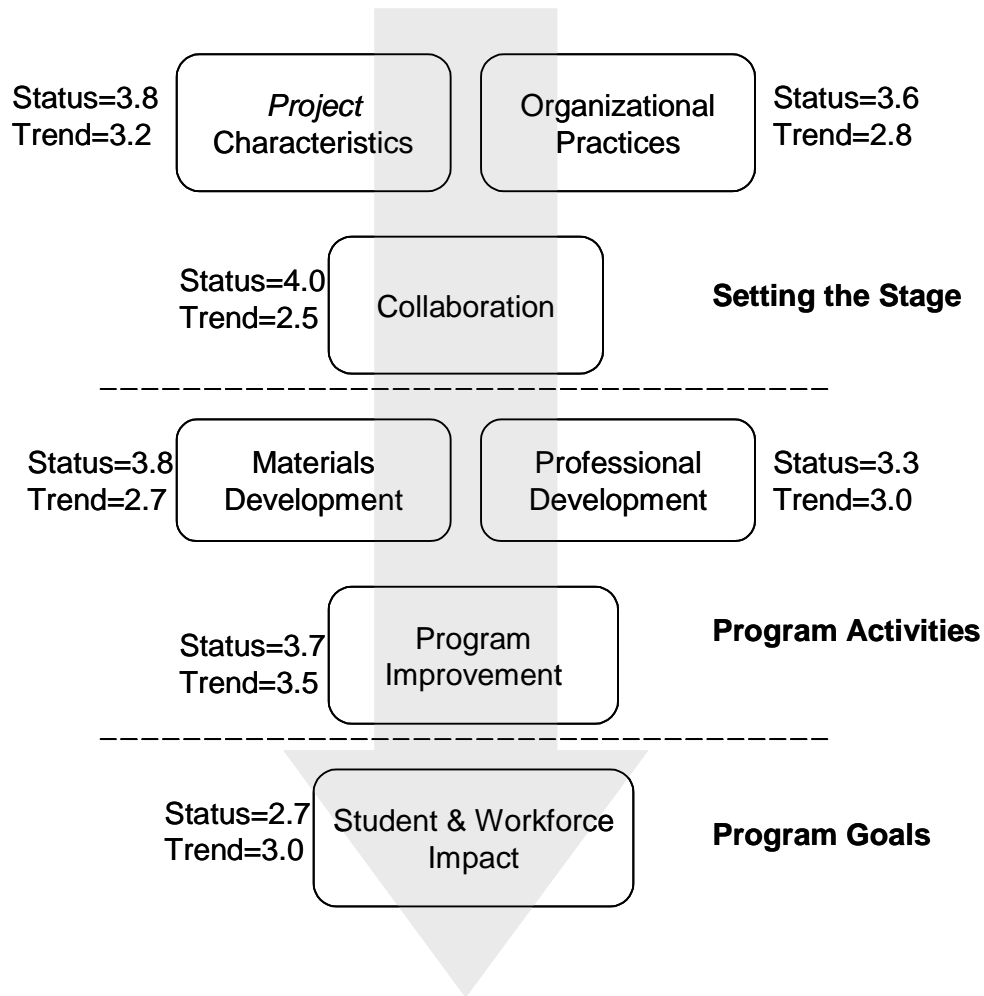 Status=3.8
Trend=3.2
Project
Characteristics
Organizational
Practices
Status=3.6
Trend=2.8
Status=4.0
Trend=2.5
Collaboration
Setting the Stage
Status=3.8
Trend=2.7
Materials
Development
Professional
Development
Status=3.3
Trend=3.0
Status=3.7
Trend=3.5
Program
Improvement
Program Activities
Status=2.7
Trend=3.0
Student & Workforce
Impact
Program Goals